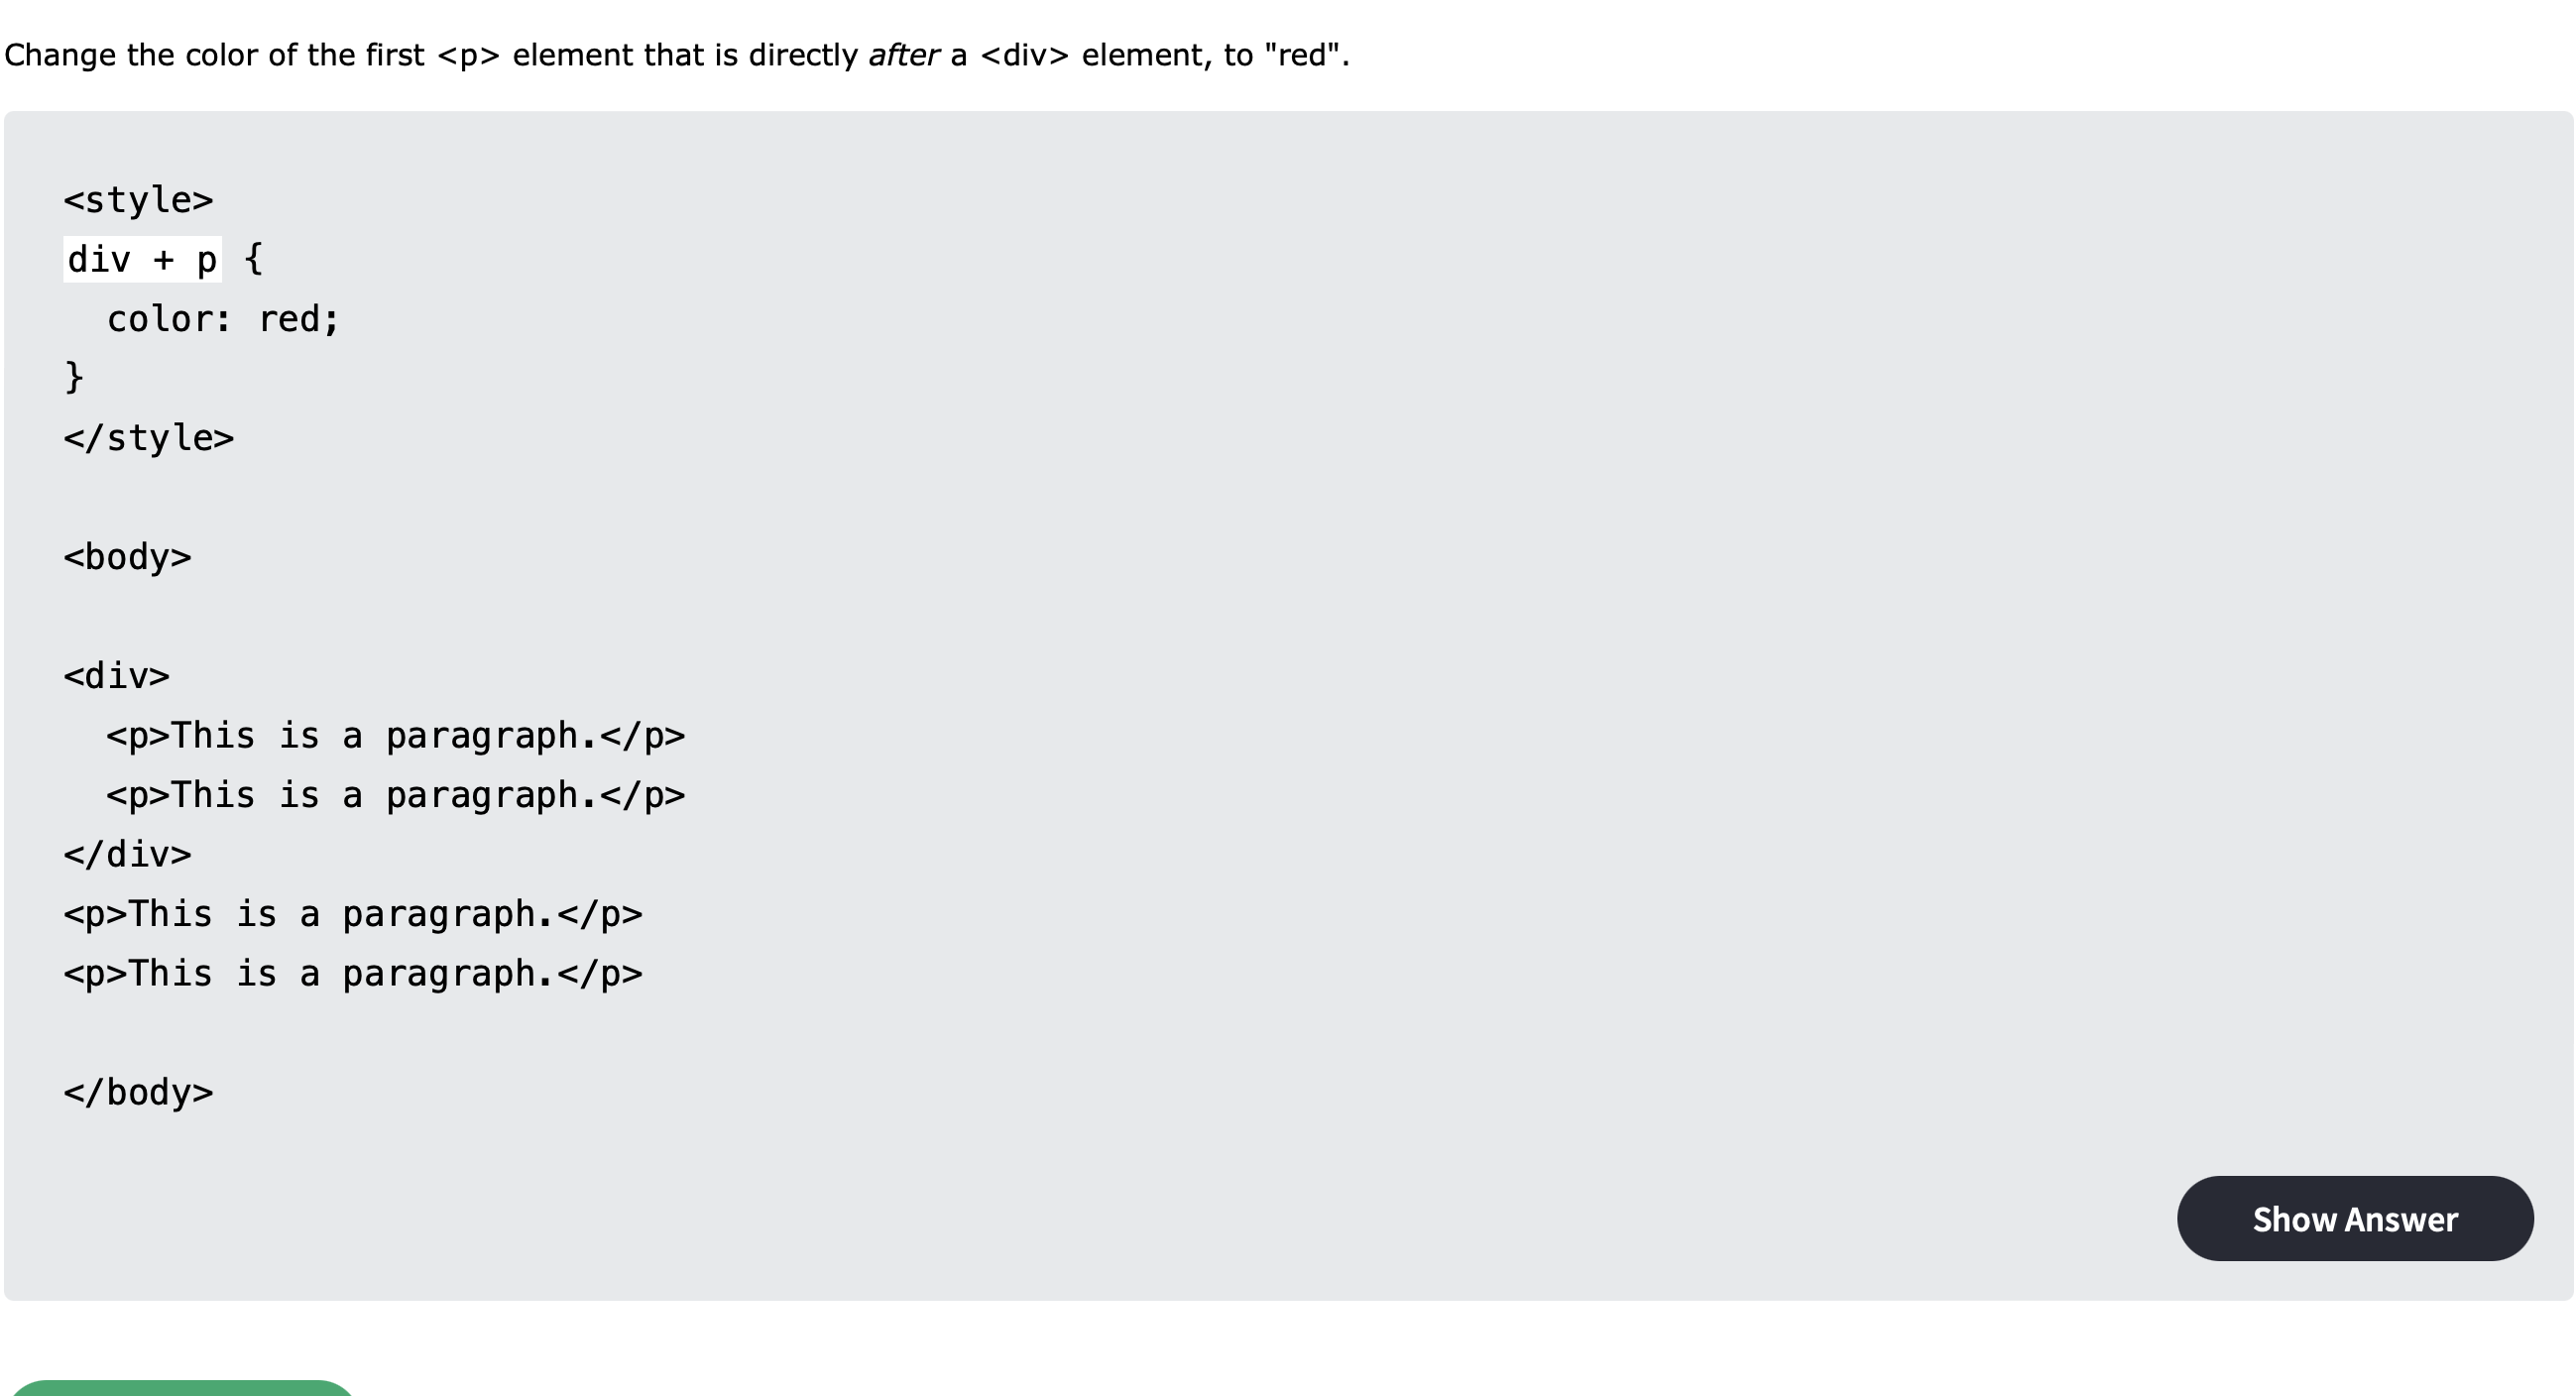 Change the color of the first <p> element that is directly after a <div> element, to "red".
<style>
div + p {
  color: red;
}
</style>
<body>
<div>
  <p>This is a paragraph.</p>
  <p>This is a paragraph.</p>
</div>
<p>This is a paragraph.</p>
<p>This is a paragraph.</p>
</body>
Show Answer